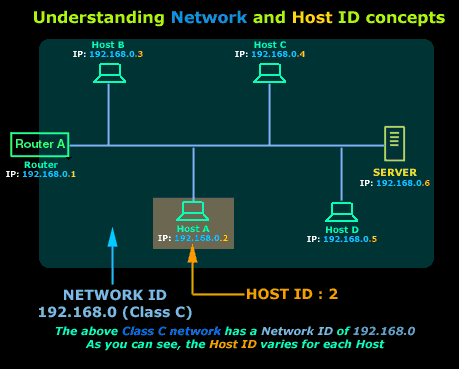 Understanding Network and Host ID concepts
Host B
IP: 192.168.0.3
Host C
IP: 192.168.0.4
Router A
Router
IP: 192.168.0.1
SERVER
IP: 192.168.0.6
Host A
IP: 192.168.0.2
Host D
IP: 192.168.0.5
NETWORK ID
192.168.0 (Class C)
HOST ID : 2
The above Class C network has a Network ID of 192.168.0
As you can see, the Host ID varies for each Host